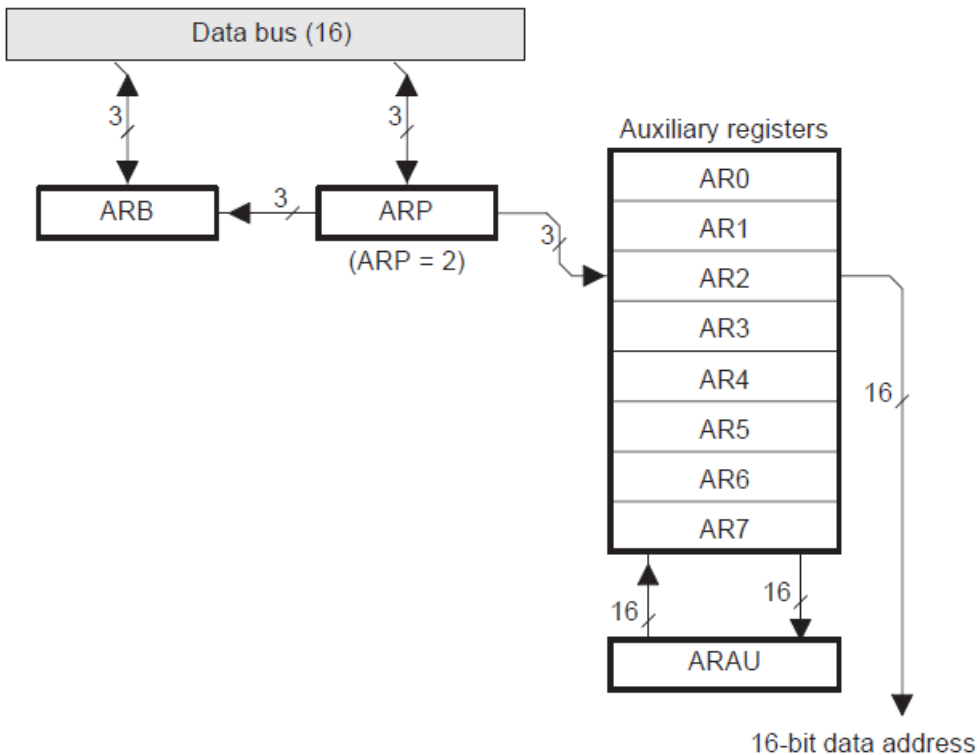 Data bus (16)
3
3
Auxiliary registers
AR0
ARB
3
ARP
AR1
3
(ARP = 2)
AR2
AR3
AR4
16
AR5
AR6
AR7
16
16
ARAU
16-bit data address